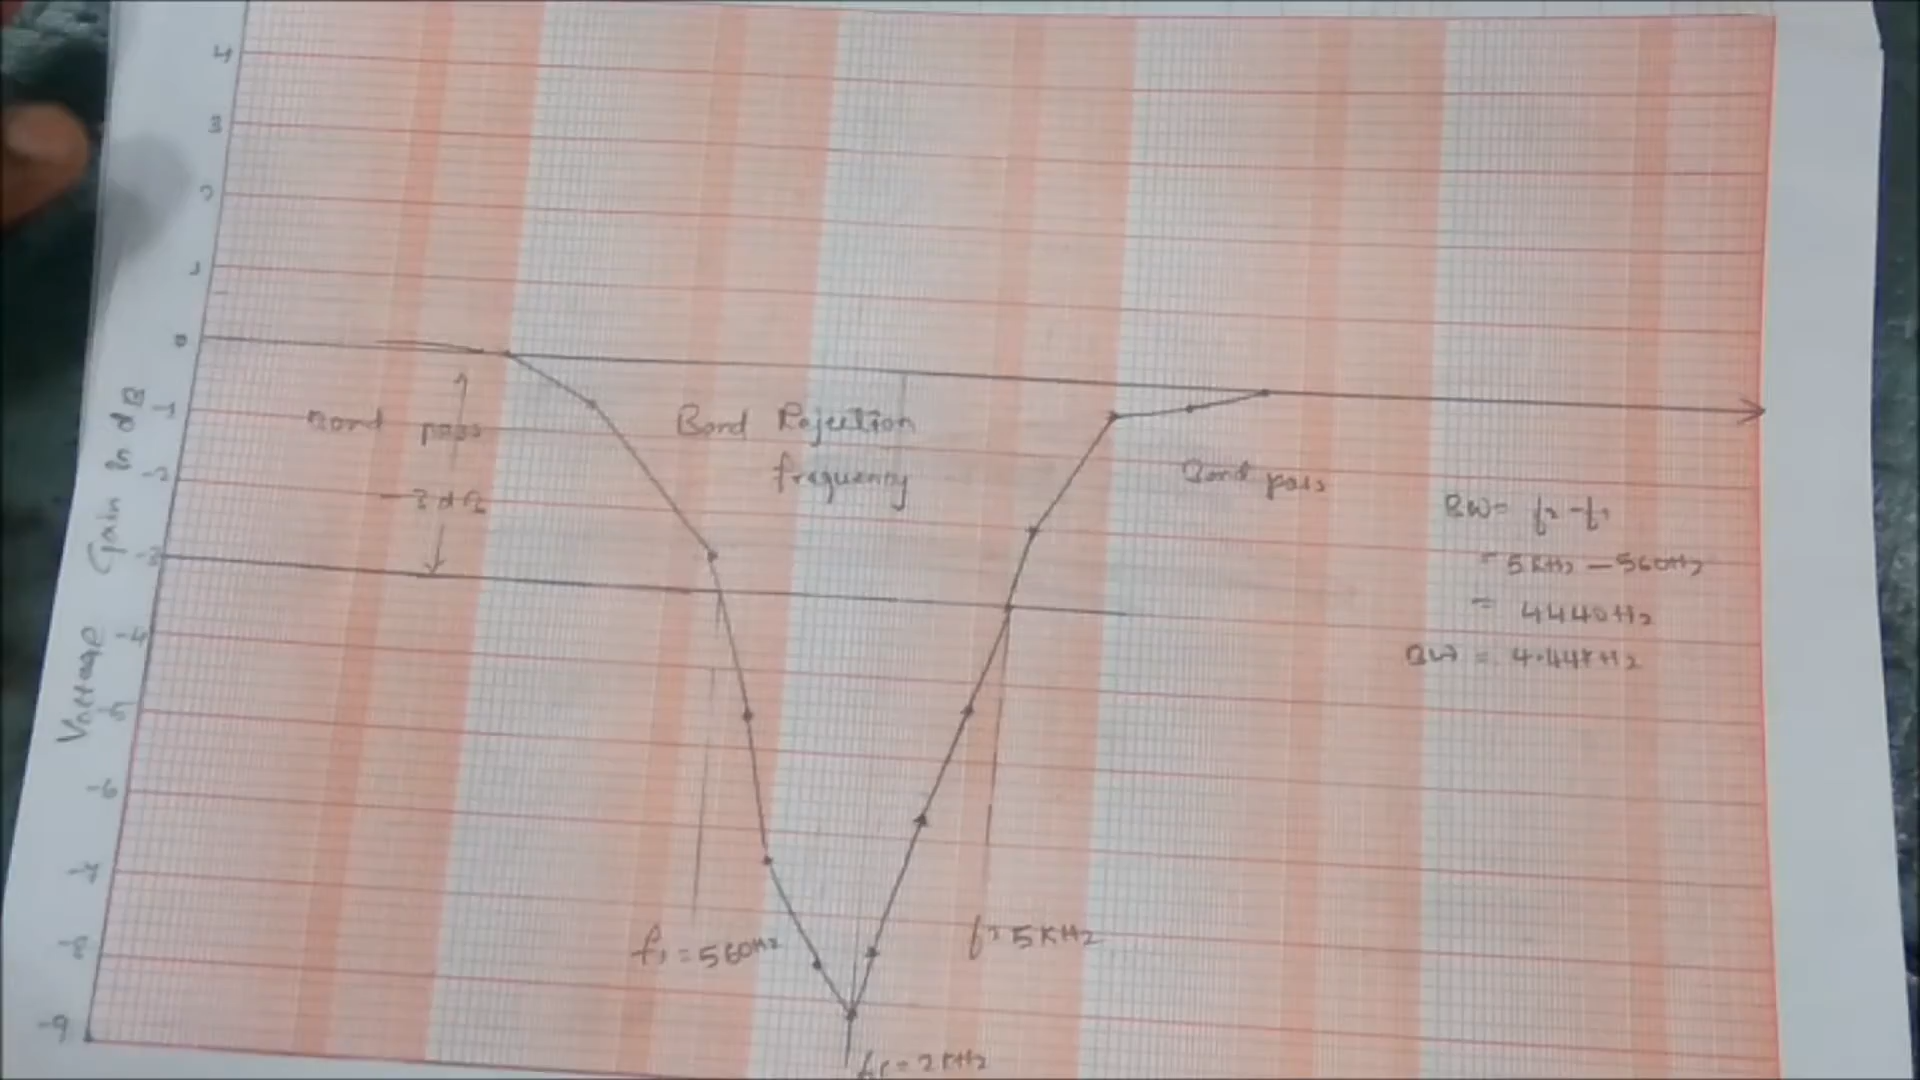 4
3
2
1
0
-1
-2
-3
-4
-5
-6
-7
-8
-9
Voltage Gain in dB
Band pass
-3dB
Band Rejection
frequency
Band pass
BW= f2-f1
= 5KHz - 560Hz
= 4440Hz
BW = 4.44KHz
f1 = 560Hz
f2 5KHz
fr = 2KHz